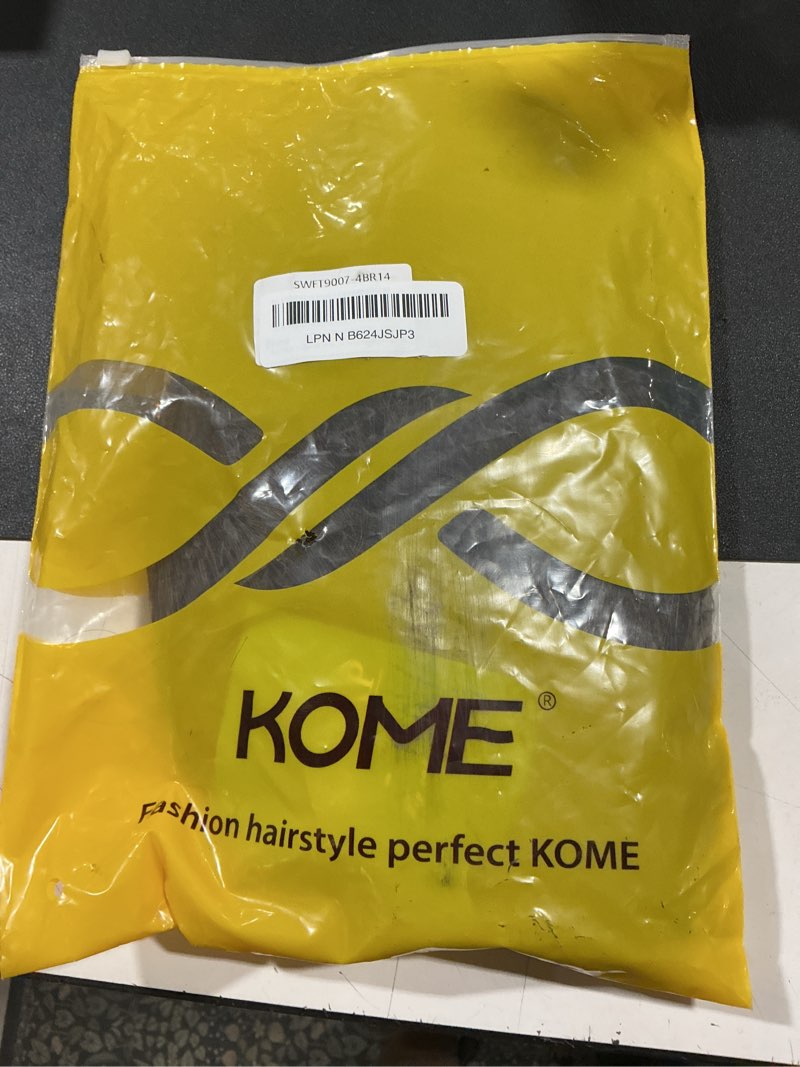 SWFT9007-4BR14
LPN N B624JSJP3
KOME ®
Fashion hairstyle perfect KOME